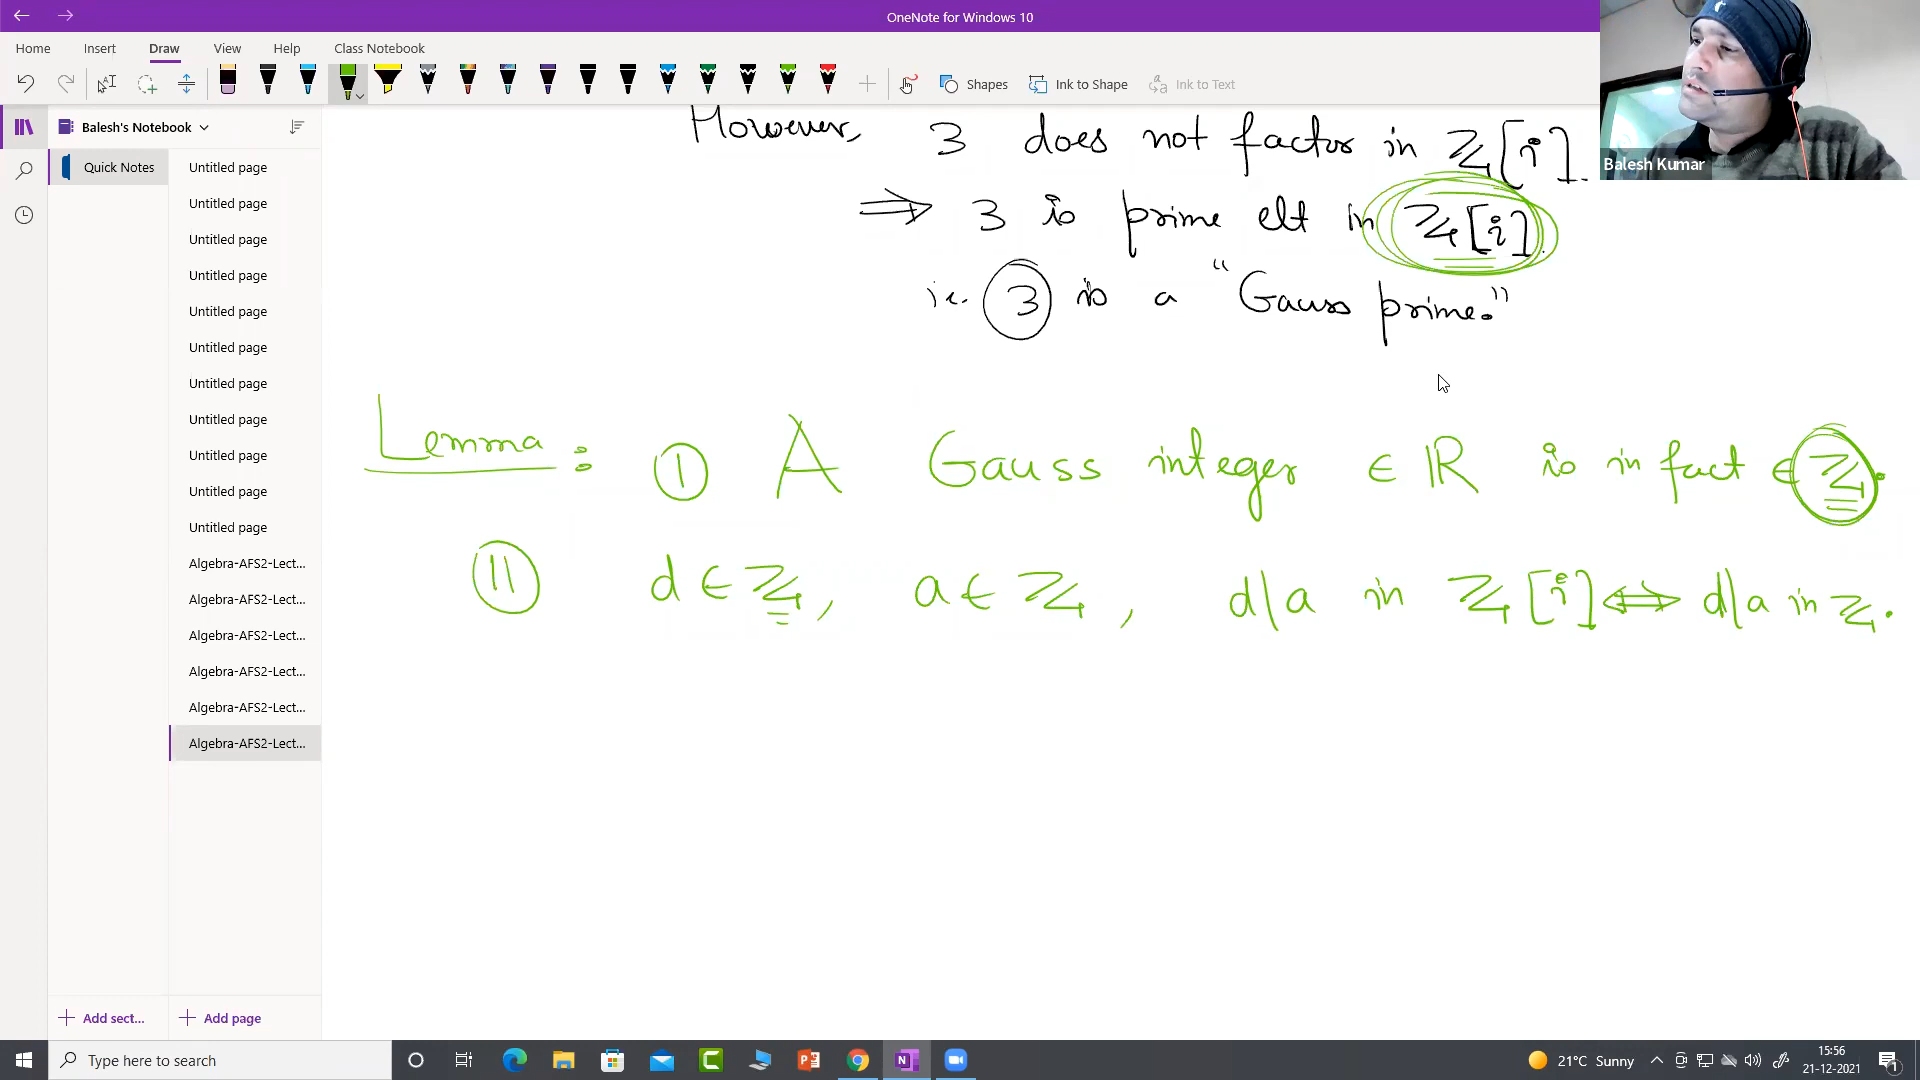 OneNote for Windows 10
Home Insert Draw View Help Class Notebook
Shapes Ink to Shape Ink to Text
Balesh's Notebook
Quick Notes
Untitled page
Untitled page
Untitled page
Untitled page
Untitled page
Untitled page
Untitled page
Untitled page
Untitled page
Untitled page
Untitled page
Algebra-AFS2-Lect...
Algebra-AFS2-Lect...
Algebra-AFS2-Lect...
Algebra-AFS2-Lect...
Algebra-AFS2-Lect...
Algebra-AFS2-Lect...
Add sect...
Add page
Balesh Kumar
However, 3 does not factor in ℤ[i].
⇒ 3 is prime elt in ℤ[i].
i.e. 3 is a "Gauss prime."
Lemma : I A Gauss integer ∈ ℝ is in fact ∈ ℤ.
II d ∈ ℤ, a ∈ ℤ, d|a in ℤ[i] ⇔ d|a in ℤ.
Type here to search
21°C Sunny
15:56
21-12-2021
1